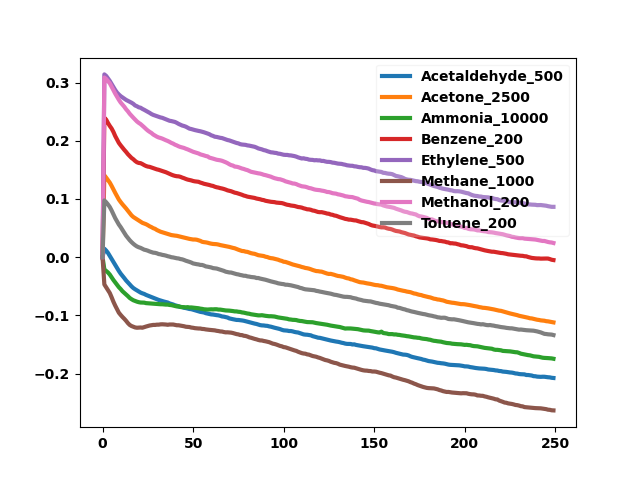 0.3
0.2
0.1
0.0
−0.1
−0.2
0
50
100
150
200
250
Acetaldehyde_500
Acetone_2500
Ammonia_10000
Benzene_200
Ethylene_500
Methane_1000
Methanol_200
Toluene_200